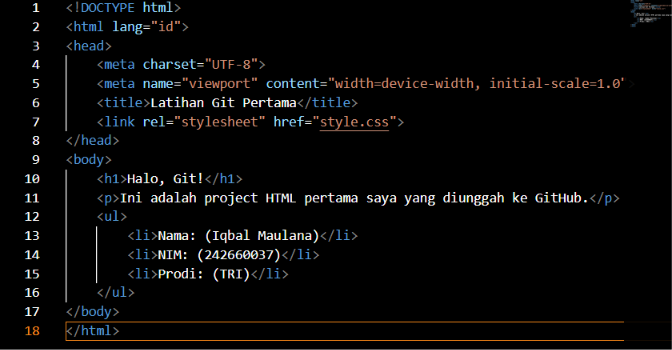 1 <!DOCTYPE html>
2 <html lang="id">
3 <head>
4 <meta charset="UTF-8">
5 <meta name="viewport" content="width=device-width, initial-scale=1.0"
6 <title>Latihan Git Pertama</title>
7 <link rel="stylesheet" href="style.css">
8 </head>
9 <body>
10 <h1>Halo, Git!</h1>
11 <p>Ini adalah project HTML pertama saya yang diunggah ke GitHub.</p>
12 <ul>
13 <li>Nama: (Iqbal Maulana)</li>
14 <li>NIM: (242660037)</li>
15 <li>Prodi: (TRI)</li>
16 </ul>
17 </body>
18 </html>